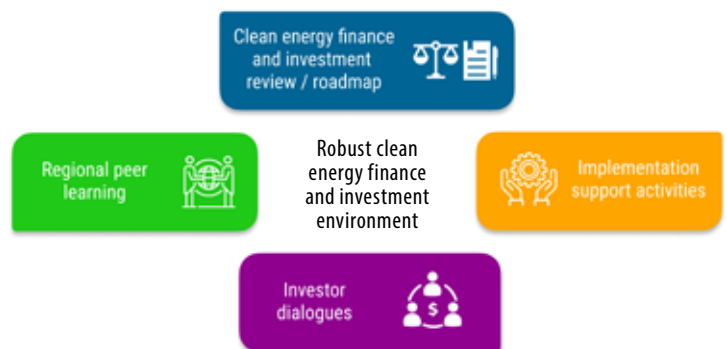 Clean energy finance
and investment
review / roadmap
Regional peer
learning
Robust clean
energy finance
and investment
environment
Implementation
support activities
Investor
dialogues
$